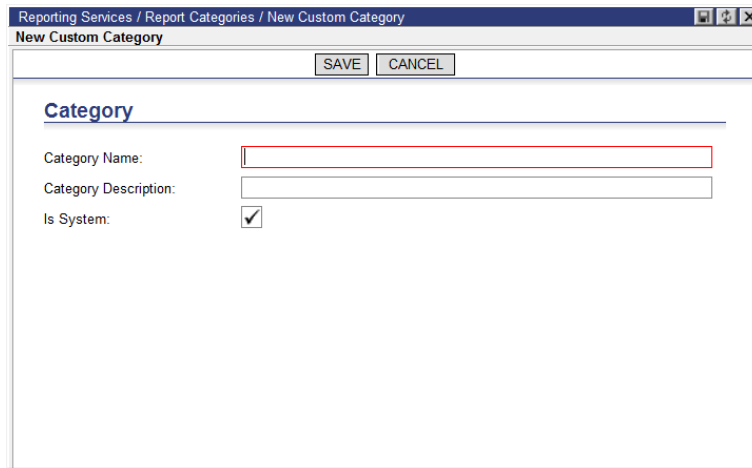 Reporting Services / Report Categories / New Custom Category
New Custom Category
SAVE CANCEL
Category
Category Name:
Category Description:
Is System: